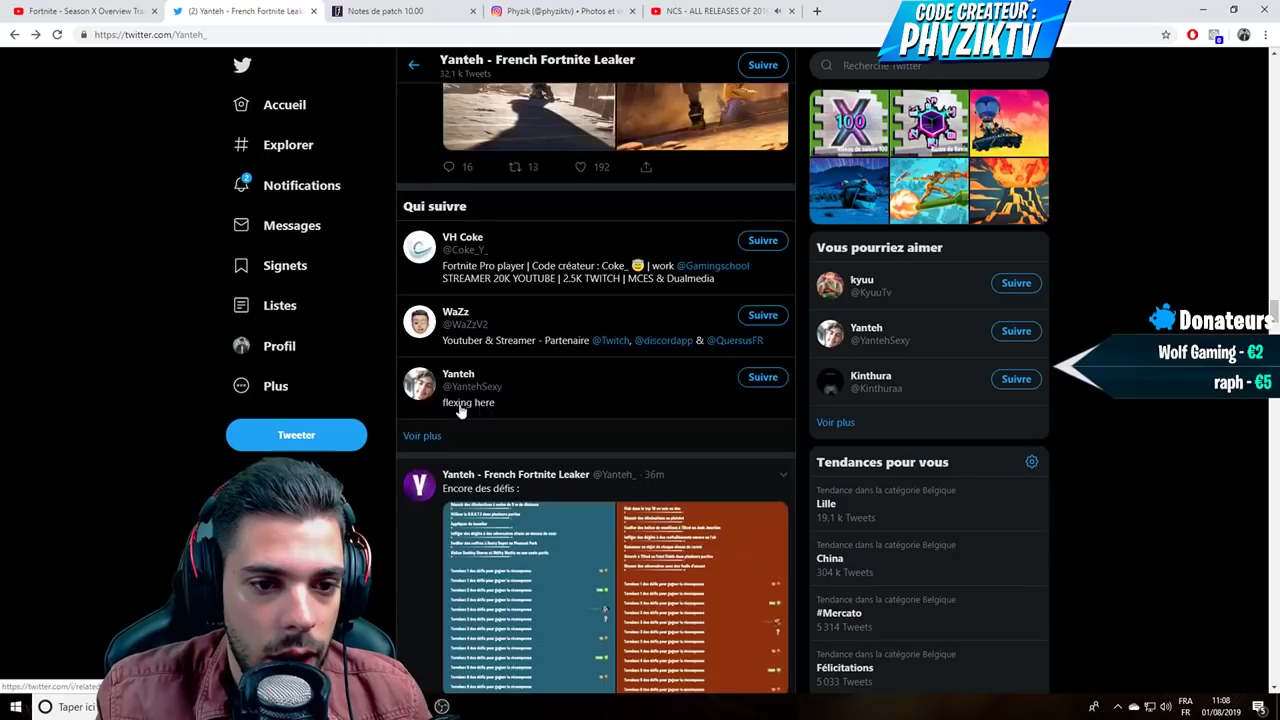 Fortnite - Season X Overview Tra
(2) Yanteh - French Fortnite Leake
Notes de patch 10.00
Phyzik (@phyziktv) • Photos et v
NCS - ALL RELEASES OF 201
https://twitter.com/Yanteh_
CODE CREATEUR :
PHYZIKTV
Yanteh - French Fortnite Leaker
32,1 k Tweets
Suivre
Recherche Twitter
Accueil
Explorer
2
Notifications
Messages
Signets
Listes
Profil
Plus
Tweeter
16
13
192
Qui suivre
VH Coke
@Coke_Y_
Suivre
Fortnite Pro player | Code créateur : Coke_ 😇 | work @Gamingschool
STREAMER 20K YOUTUBE | 2.5K TWITCH | MCES & Dualmedia
WaZz
@WaZzV2
Suivre
Youtuber & Streamer - Partenaire @Twitch, @discordapp & @QuersusFR
Yanteh
@YantehSexy
Suivre
flexing here
Voir plus
Yanteh - French Fortnite Leaker @Yanteh_ · 36m
Encore des défis :
X
100
Vous pourriez aimer
kyuu
@KyuuTv
Suivre
Yanteh
@YantehSexy
Suivre
Kinthura
@Kinthuraa
Suivre
Voir plus
Tendances pour vous
Tendance dans la catégorie Belgique
Lille
19,1 k Tweets
Tendance dans la catégorie Belgique
China
304 k Tweets
Tendance dans la catégorie Belgique
#Mercato
5 314 Tweets
Tendance dans la catégorie Belgique
Félicitations
5 033 Tweets
Donateurs
Wolf Gaming - €2
raph - €5
https://twitter.com/i/related
Taper ici
FRA
FR
11:08
01/08/2019
5